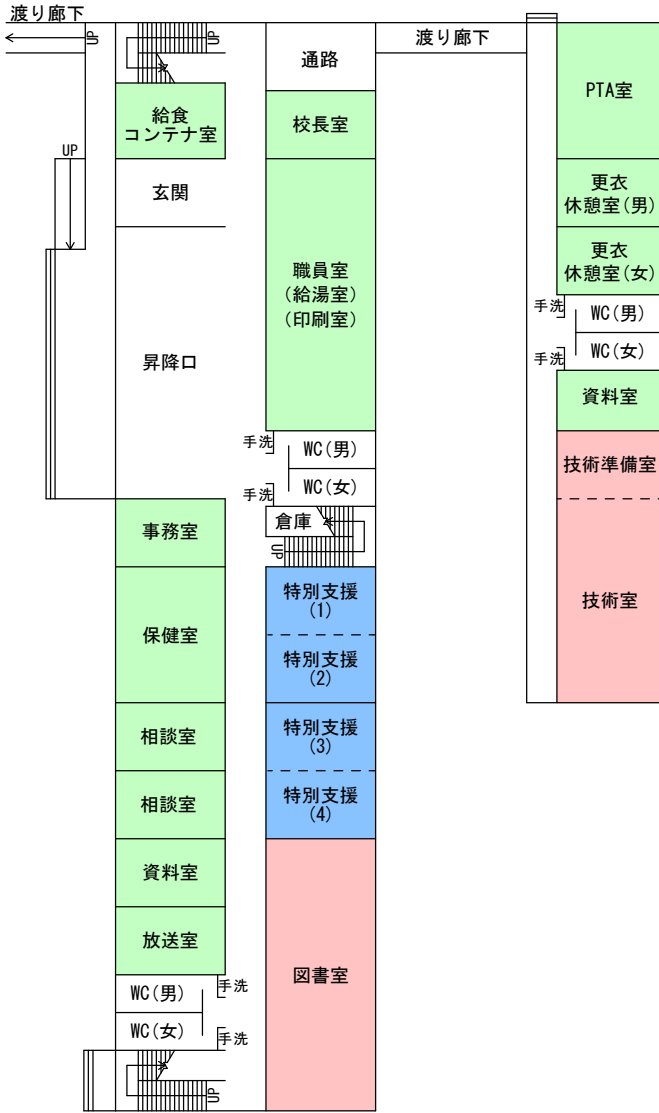 渡り廊下
UP
UP
給食
コンテナ室
UP
玄関
昇降口
事務室
保健室
相談室
相談室
資料室
放送室
WC(男)
手洗
WC(女)
手洗
UP
通路
校長室
職員室
(給湯室)
(印刷室)
手洗
WC(男)
手洗
WC(女)
倉庫
UP
特別支援
(1)
特別支援
(2)
特別支援
(3)
特別支援
(4)
図書室
渡り廊下
PTA室
更衣
休憩室(男)
更衣
休憩室(女)
手洗
WC(男)
手洗
WC(女)
資料室
技術準備室
技術室